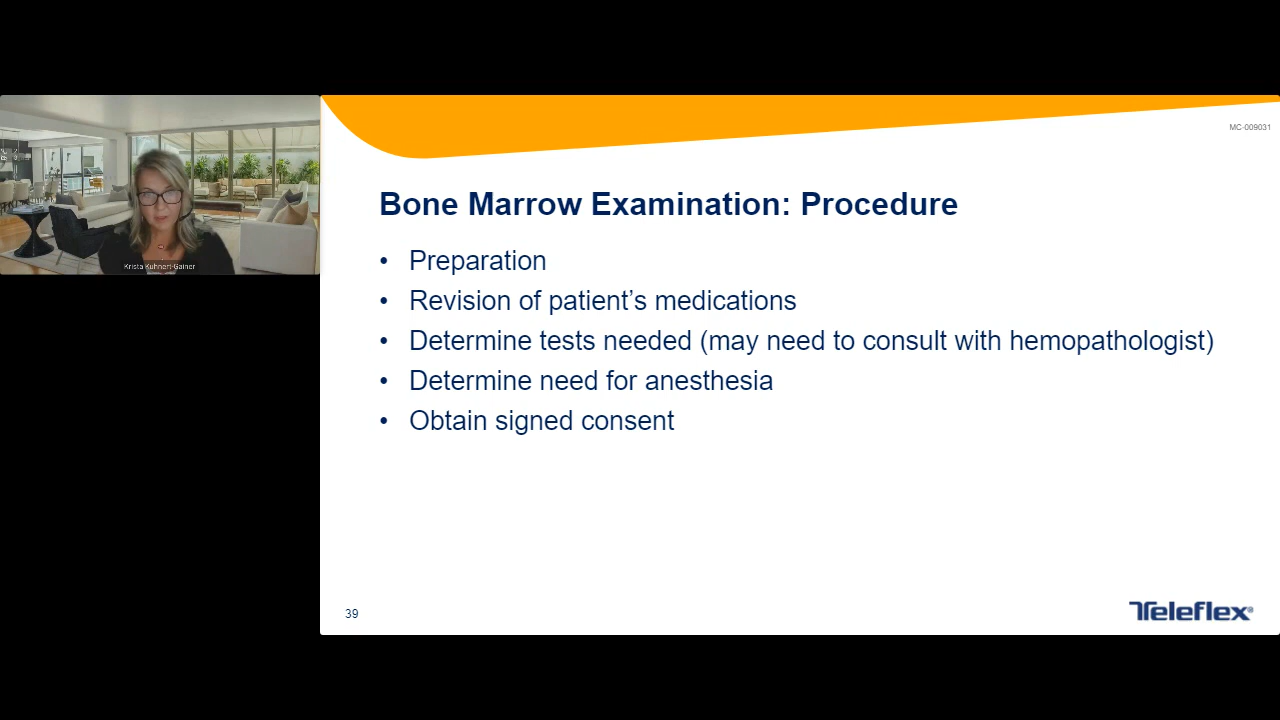 Krista Kuhnert-Gainer
MC-009031
Bone Marrow Examination: Procedure
• Preparation
• Revision of patient’s medications
• Determine tests needed (may need to consult with hemopathologist)
• Determine need for anesthesia
• Obtain signed consent
39
Teleflex®